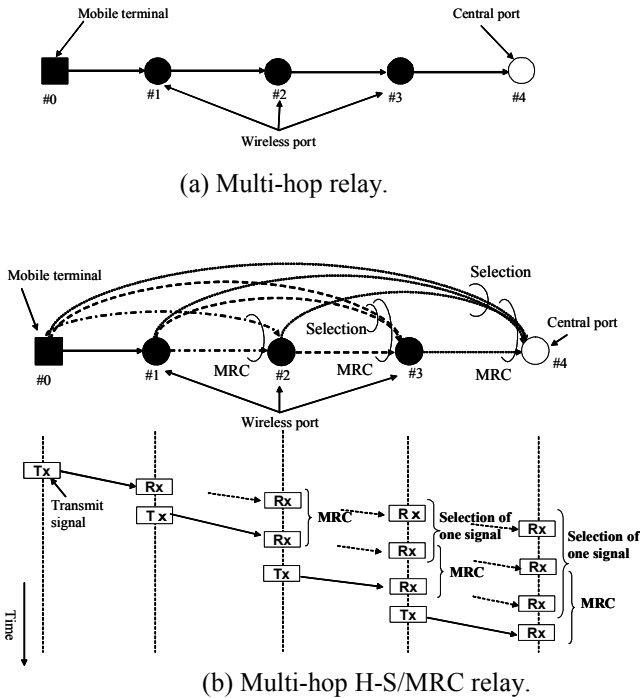 Mobile terminal
Central port
#0
#1
#2
#3
#4
Wireless port
(a) Multi-hop relay.
Mobile terminal
Selection
Selection
Central port
MRC
MRC
MRC
#0
#1
#2
#3
#4
Wireless port
Tx
Transmit
signal
Rx
Tx
Rx
Rx
MRC
Tx
Rx
Rx
Selection of
one signal
Rx
MRC
Tx
Rx
Rx
Rx
Selection of
one signal
Rx
MRC
Time
(b) Multi-hop H-S/MRC relay.